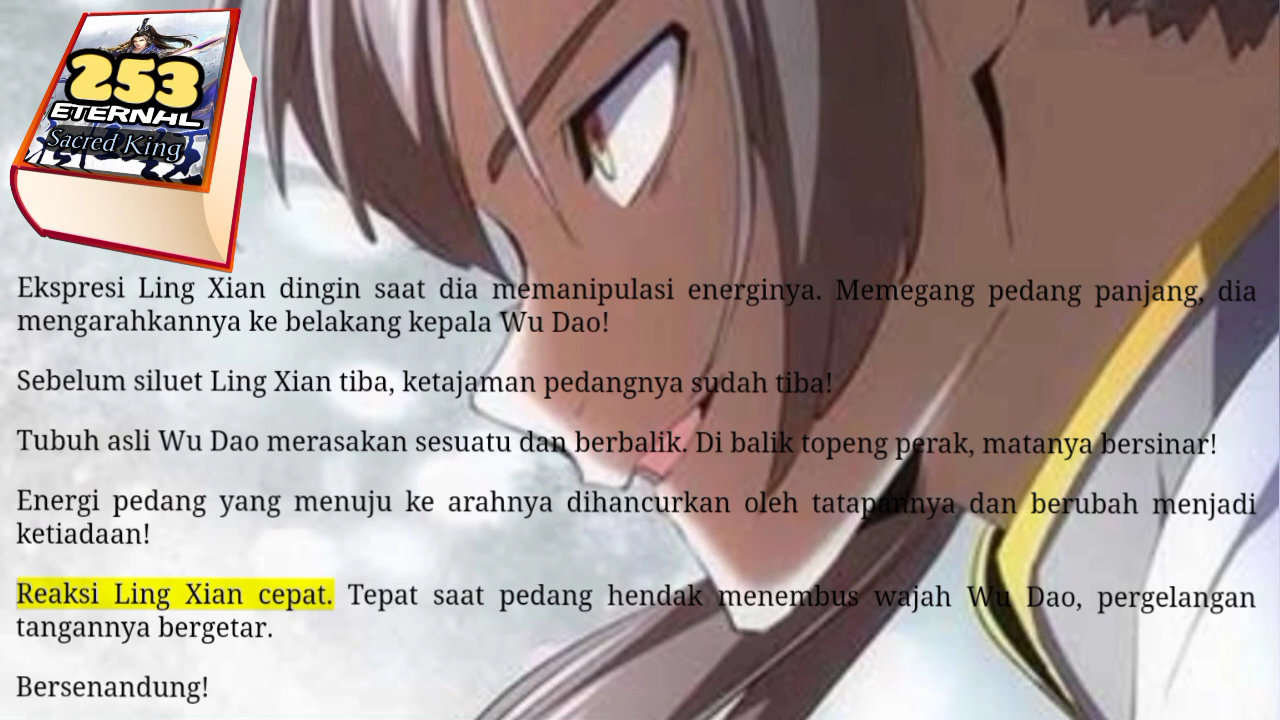 253
ETERNAL
Sacred King
Ekspresi Ling Xian dingin saat dia memanipulasi energinya. Memegang pedang panjang, dia
mengarahkannya ke belakang kepala Wu Dao!
Sebelum siluet Ling Xian tiba, ketajaman pedangnya sudah tiba!
Tubuh asli Wu Dao merasakan sesuatu dan berbalik. Di balik topeng perak, matanya bersinar!
Energi pedang yang menuju ke arahnya dihancurkan oleh tatapannya dan berubah menjadi
ketiadaan!
Reaksi Ling Xian cepat. Tepat saat pedang hendak menembus wajah Wu Dao, pergelangan
tangannya bergetar.
Bersenandung!